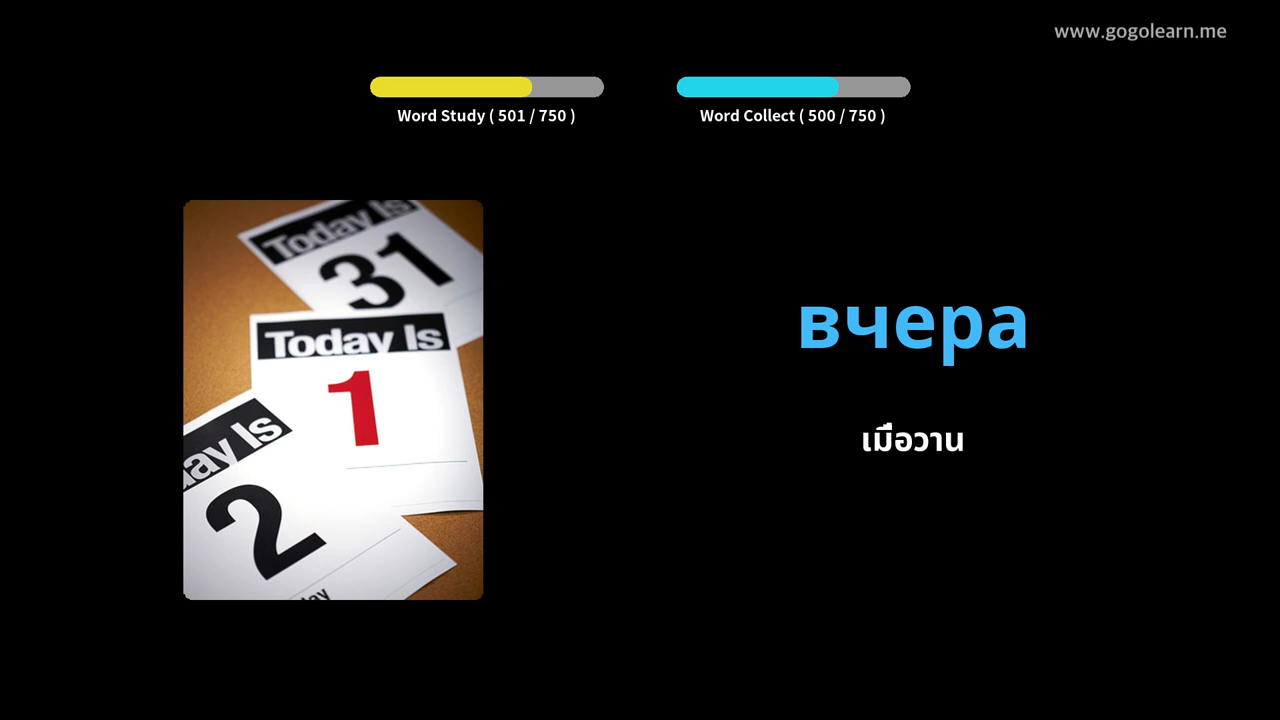 www.gogolearn.me
Word Study ( 501 / 750 )
Word Collect ( 500 / 750 )
Today Is
31
Today Is
1
ay Is
2
ay
вчера
เมื่อวาน